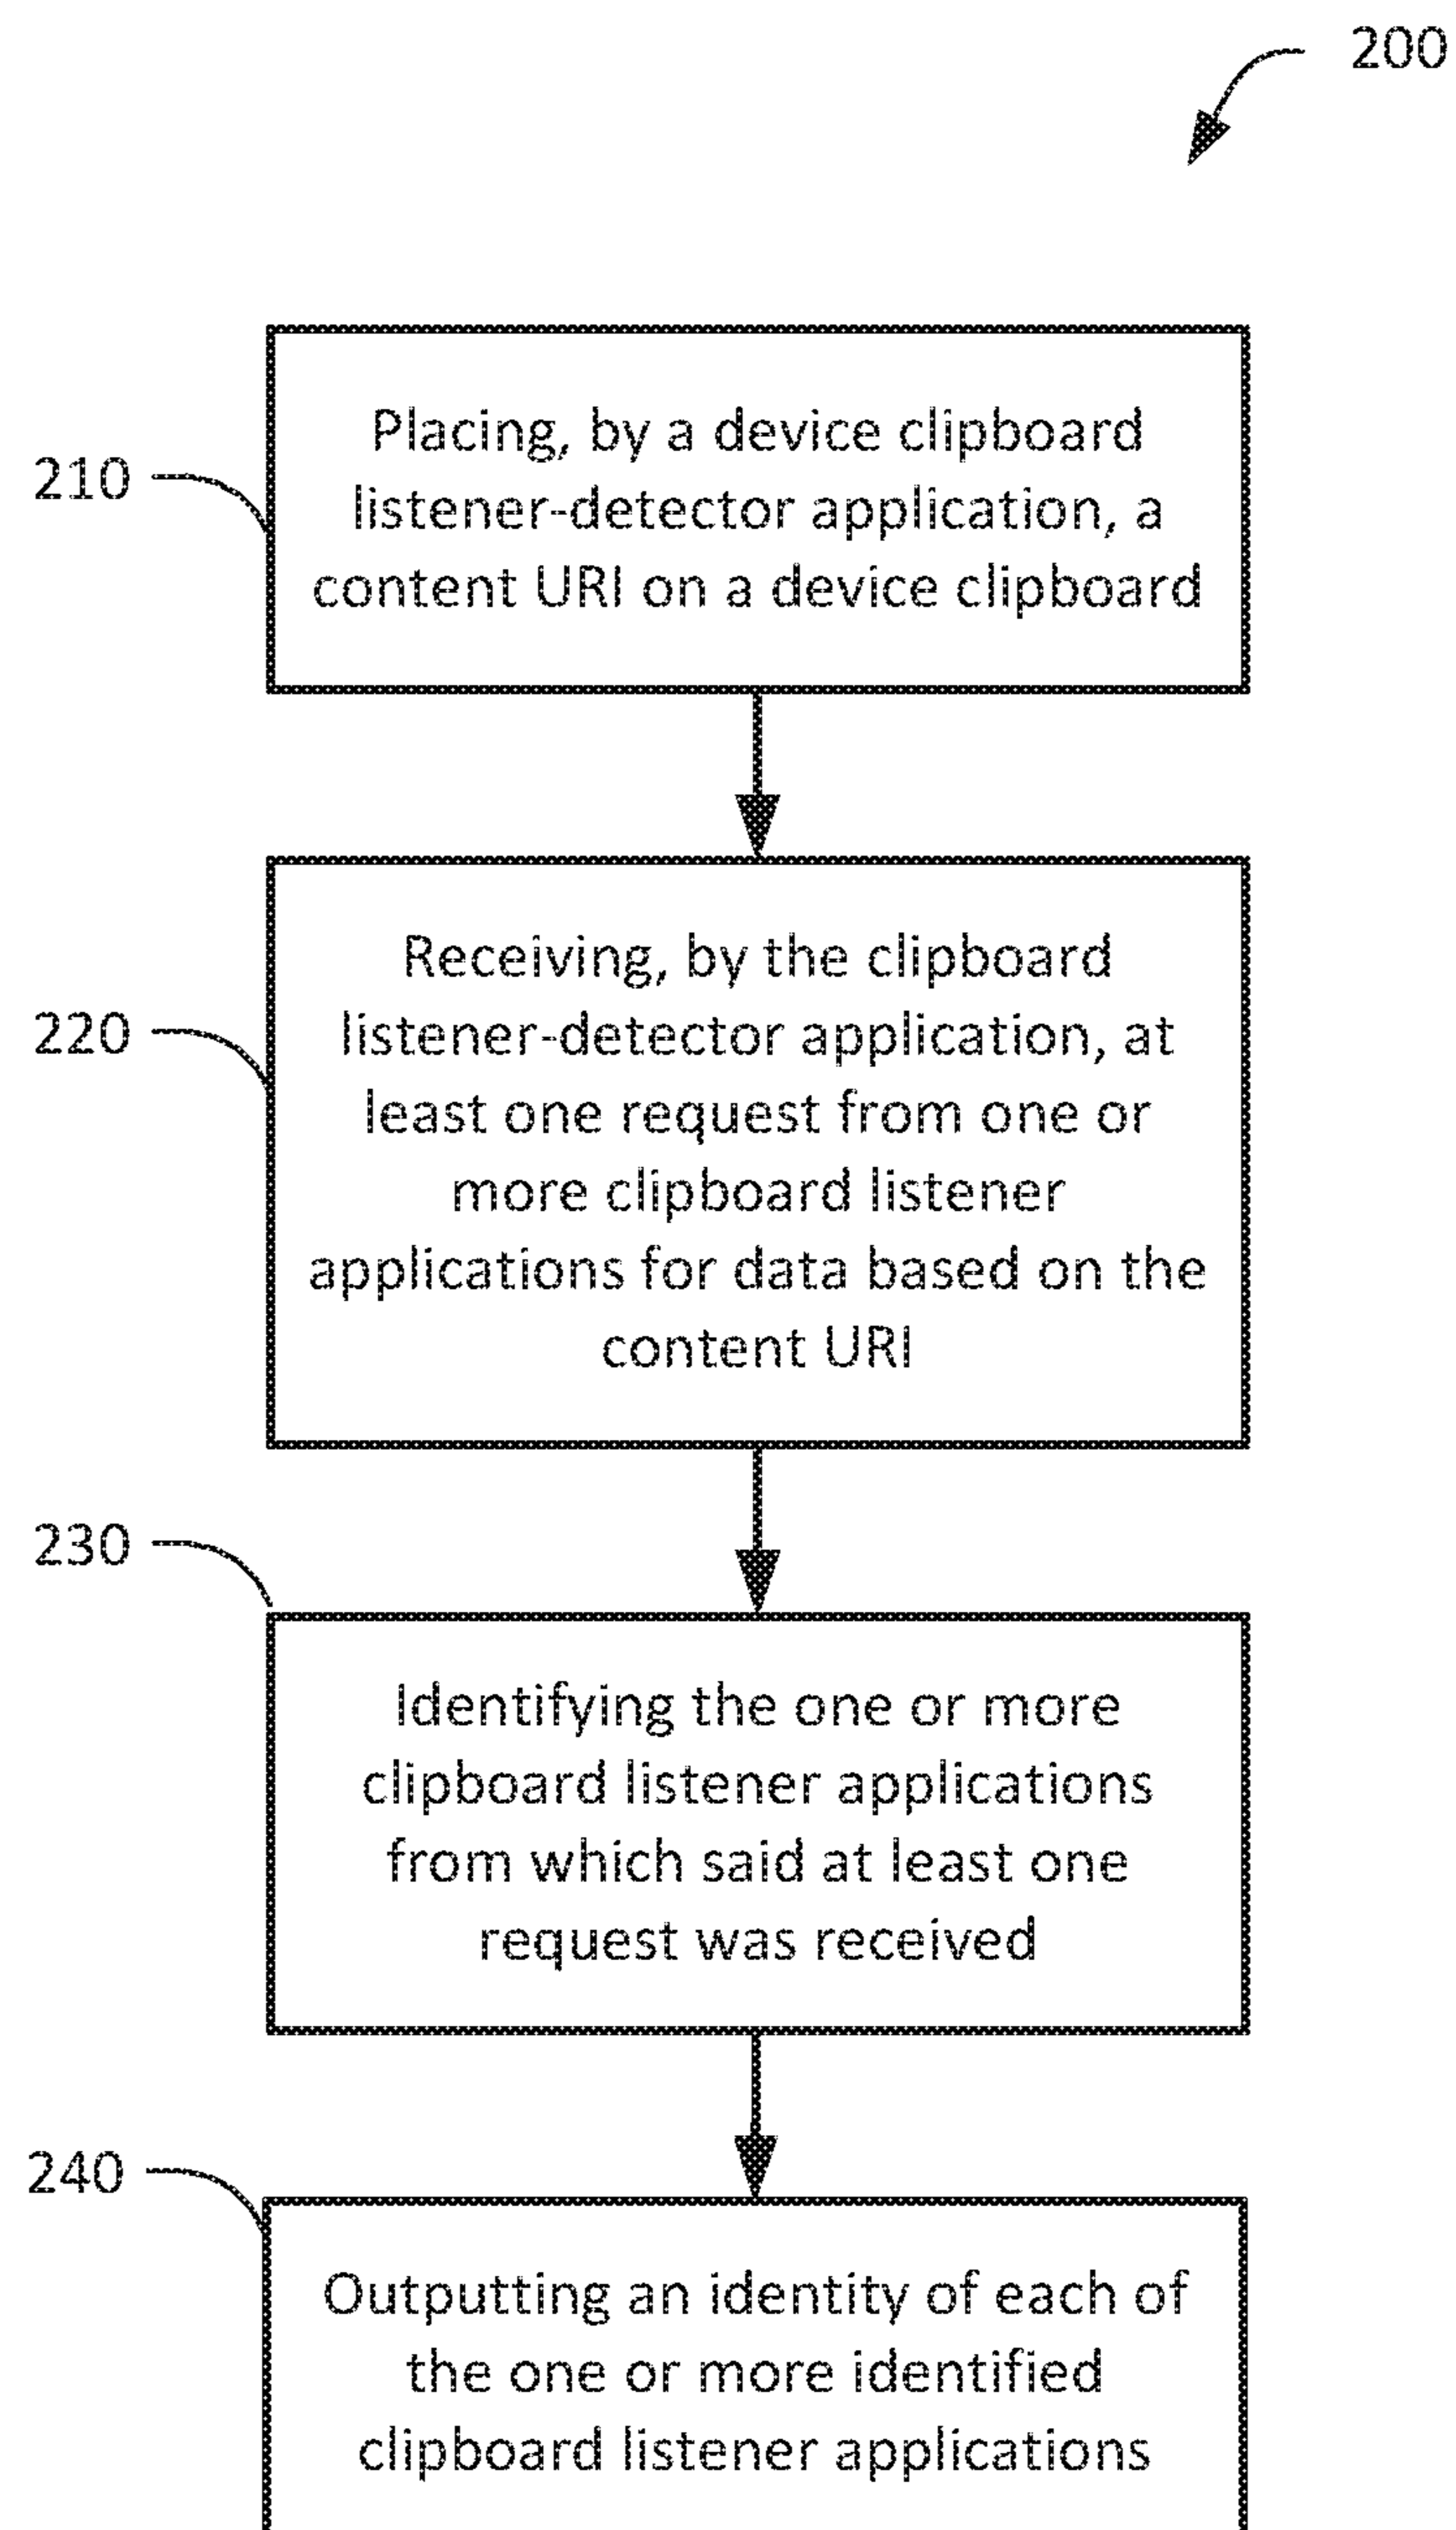 200
210
Placing, by a device clipboard
listener-detector application, a
content URI on a device clipboard
220
Receiving, by the clipboard
listener-detector application, at
least one request from one or
more clipboard listener
applications for data based on the
content URI
230
Identifying the one or more
clipboard listener applications
from which said at least one
request was received
240
Outputting an identity of each of
the one or more identified
clipboard listener applications